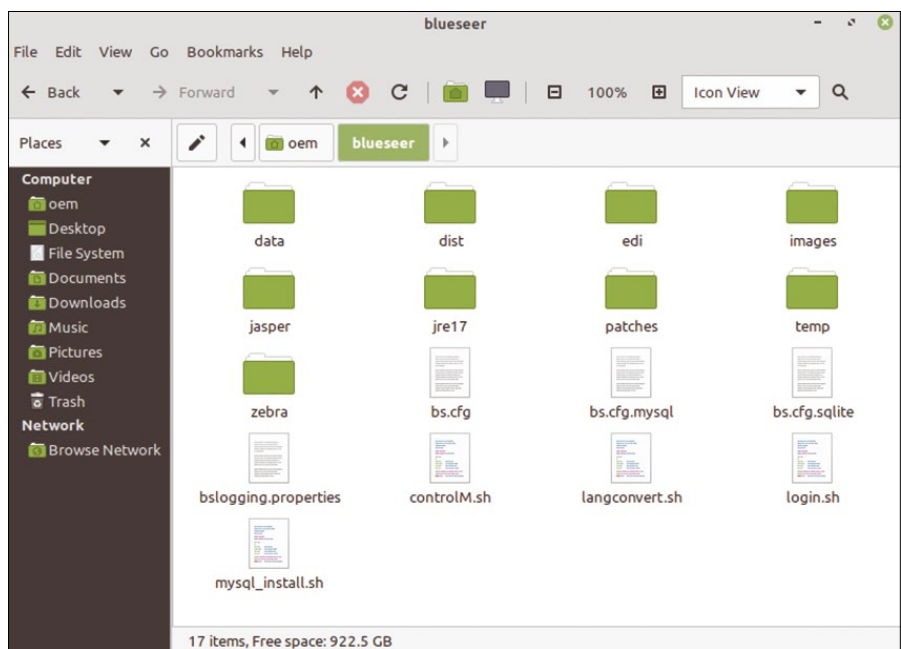 blueseer
File Edit View Go Bookmarks Help
Back Forward 100% Icon View
Places oem blueseer
Computer
oem
Desktop
File System
Documents
Downloads
Music
Pictures
Videos
Trash
Network
Browse Network
data dist edi images
jasper jre17 patches temp
zebra bs.cfg bs.cfg.mysql bs.cfg.sqlite
bslogging.properties controlM.sh langconvert.sh login.sh
mysql_install.sh
17 items, Free space: 922.5 GB